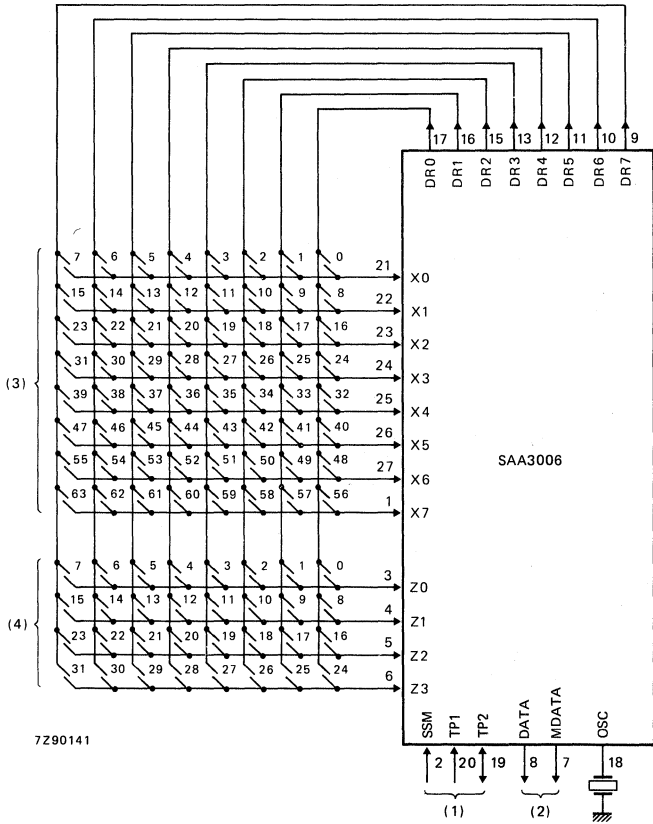 17 16 15 13 12 11 10 9
DR0 DR1 DR2 DR3 DR4 DR5 DR6 DR7
7 6 5 4 3 2 1 0 21 X0
15 14 13 12 11 10 9 8 22 X1
23 22 21 20 19 18 17 16 23 X2
31 30 29 28 27 26 25 24 24 X3
(3)
39 38 37 36 35 34 33 32 25 X4
47 46 45 44 43 42 41 40 26 X5
SAA3006
55 54 53 52 51 50 49 48 27 X6
63 62 61 60 59 58 57 56 1 X7
7 6 5 4 3 2 1 0 3 Z0
15 14 13 12 11 10 9 8 4 Z1
(4)
23 22 21 20 19 18 17 16 5 Z2
31 30 29 28 27 26 25 24 6 Z3
SSM TP1 TP2 DATA MDATA OSC
7Z90141
2 20 19 8 7 18
(1) (2)